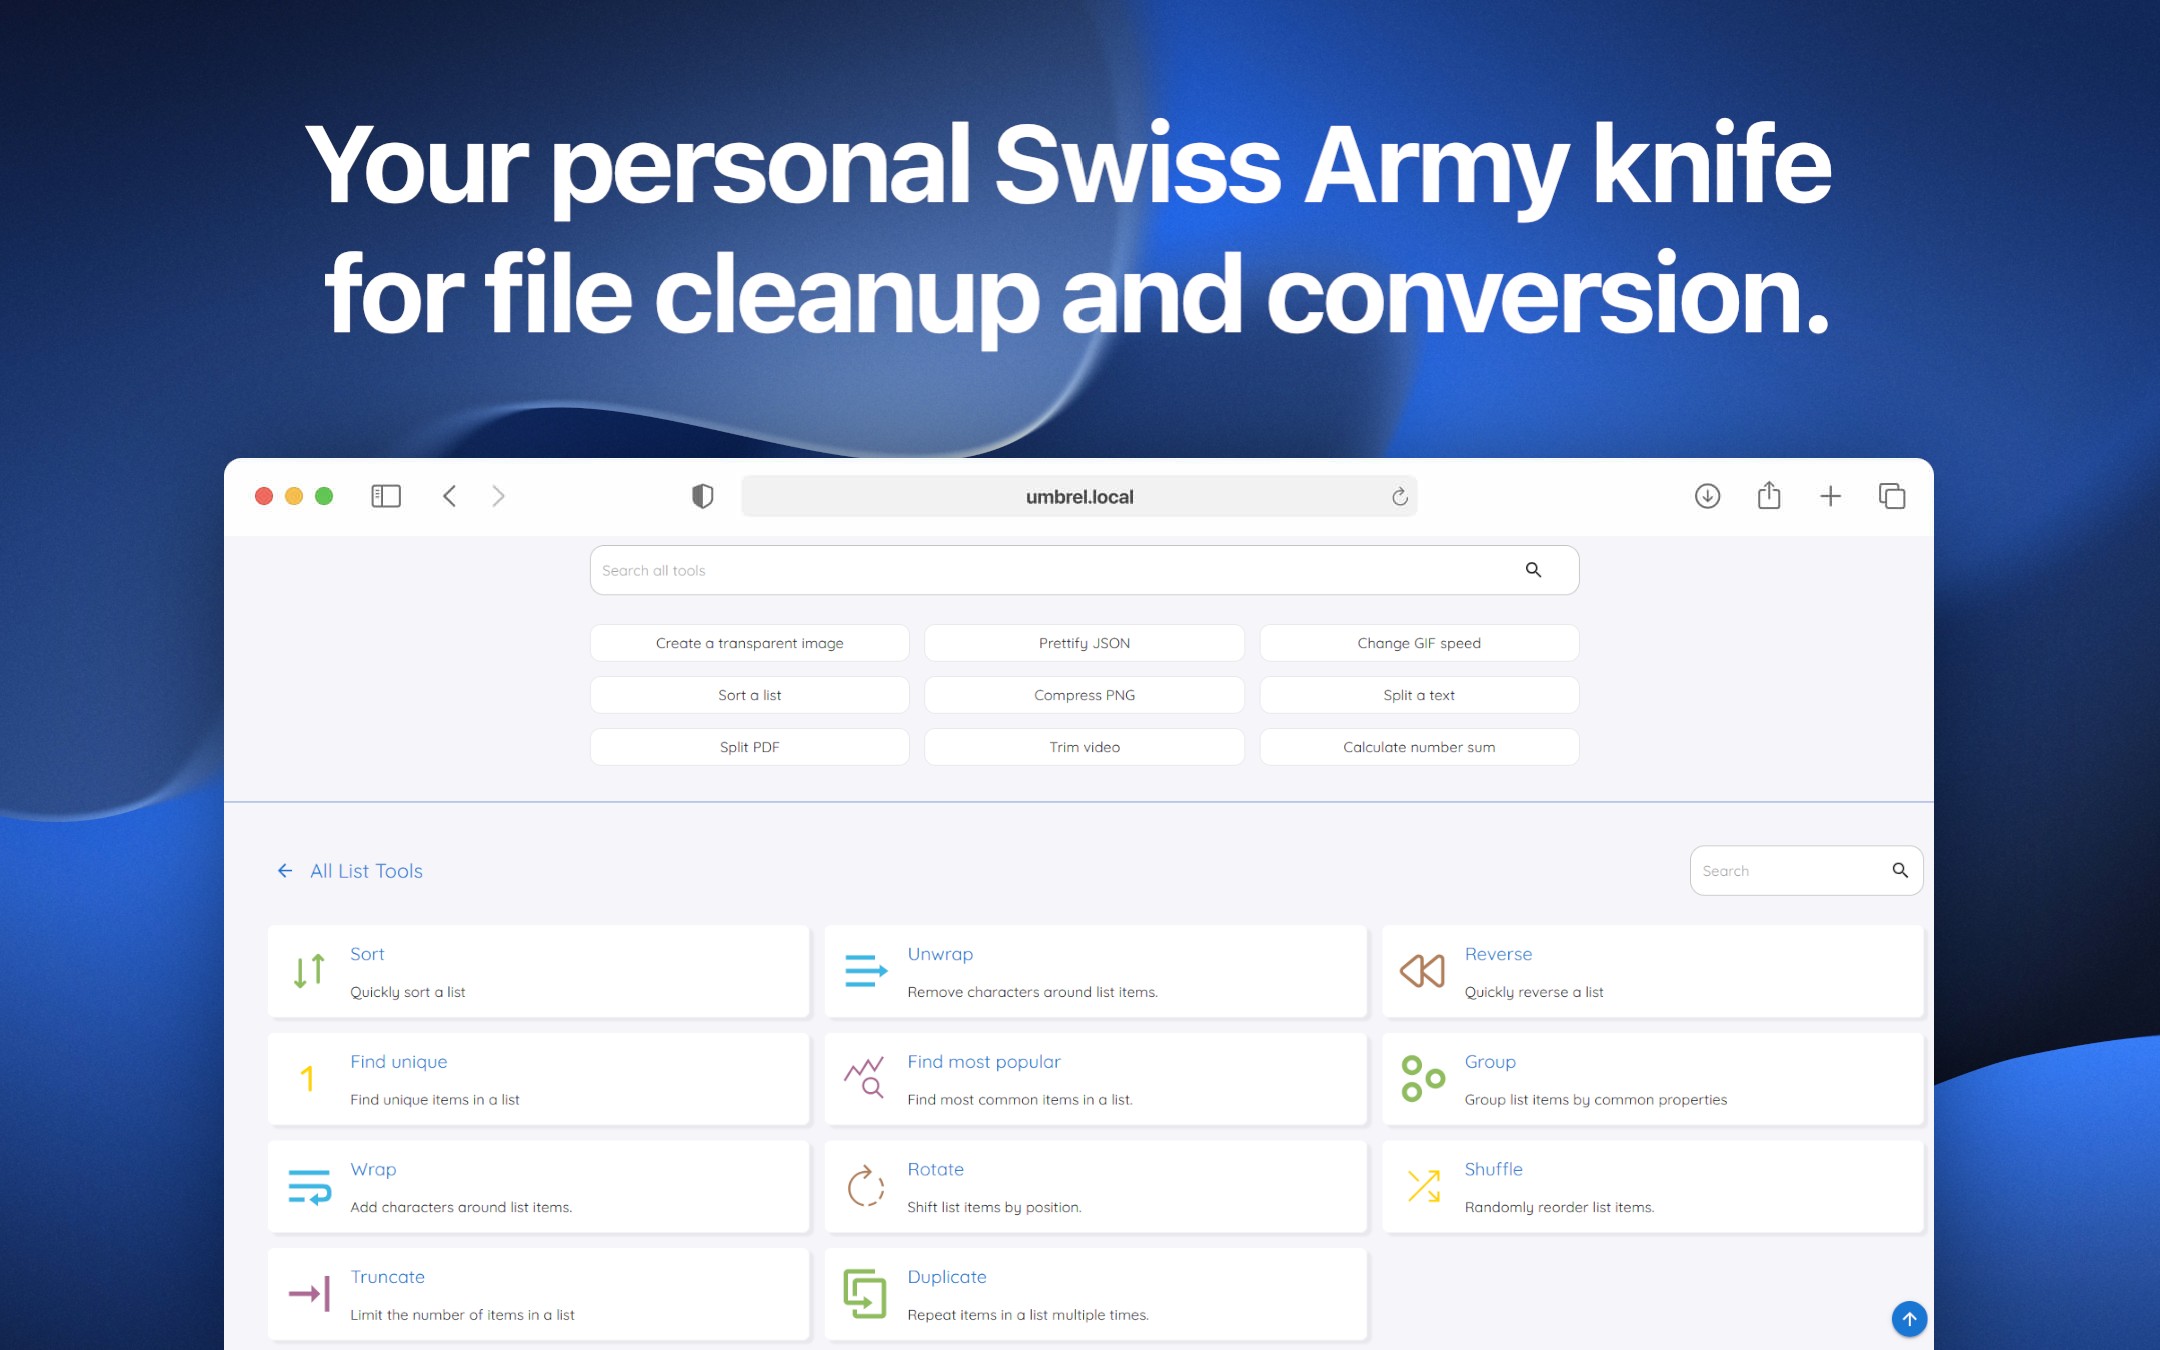 Your personal Swiss Army knife
for file cleanup and conversion.
umbrel.local
Search all tools
Create a transparent image
Prettify JSON
Change GIF speed
Sort a list
Compress PNG
Split a text
Split PDF
Trim video
Calculate number sum
All List Tools
Search
Sort
Quickly sort a list
Unwrap
Remove characters around list items.
Reverse
Quickly reverse a list
1
Find unique
Find unique items in a list
Find most popular
Find most common items in a list.
Group
Group list items by common properties
Wrap
Add characters around list items.
Rotate
Shift list items by position.
Shuffle
Randomly reorder list items.
Truncate
Limit the number of items in a list
Duplicate
Repeat items in a list multiple times.